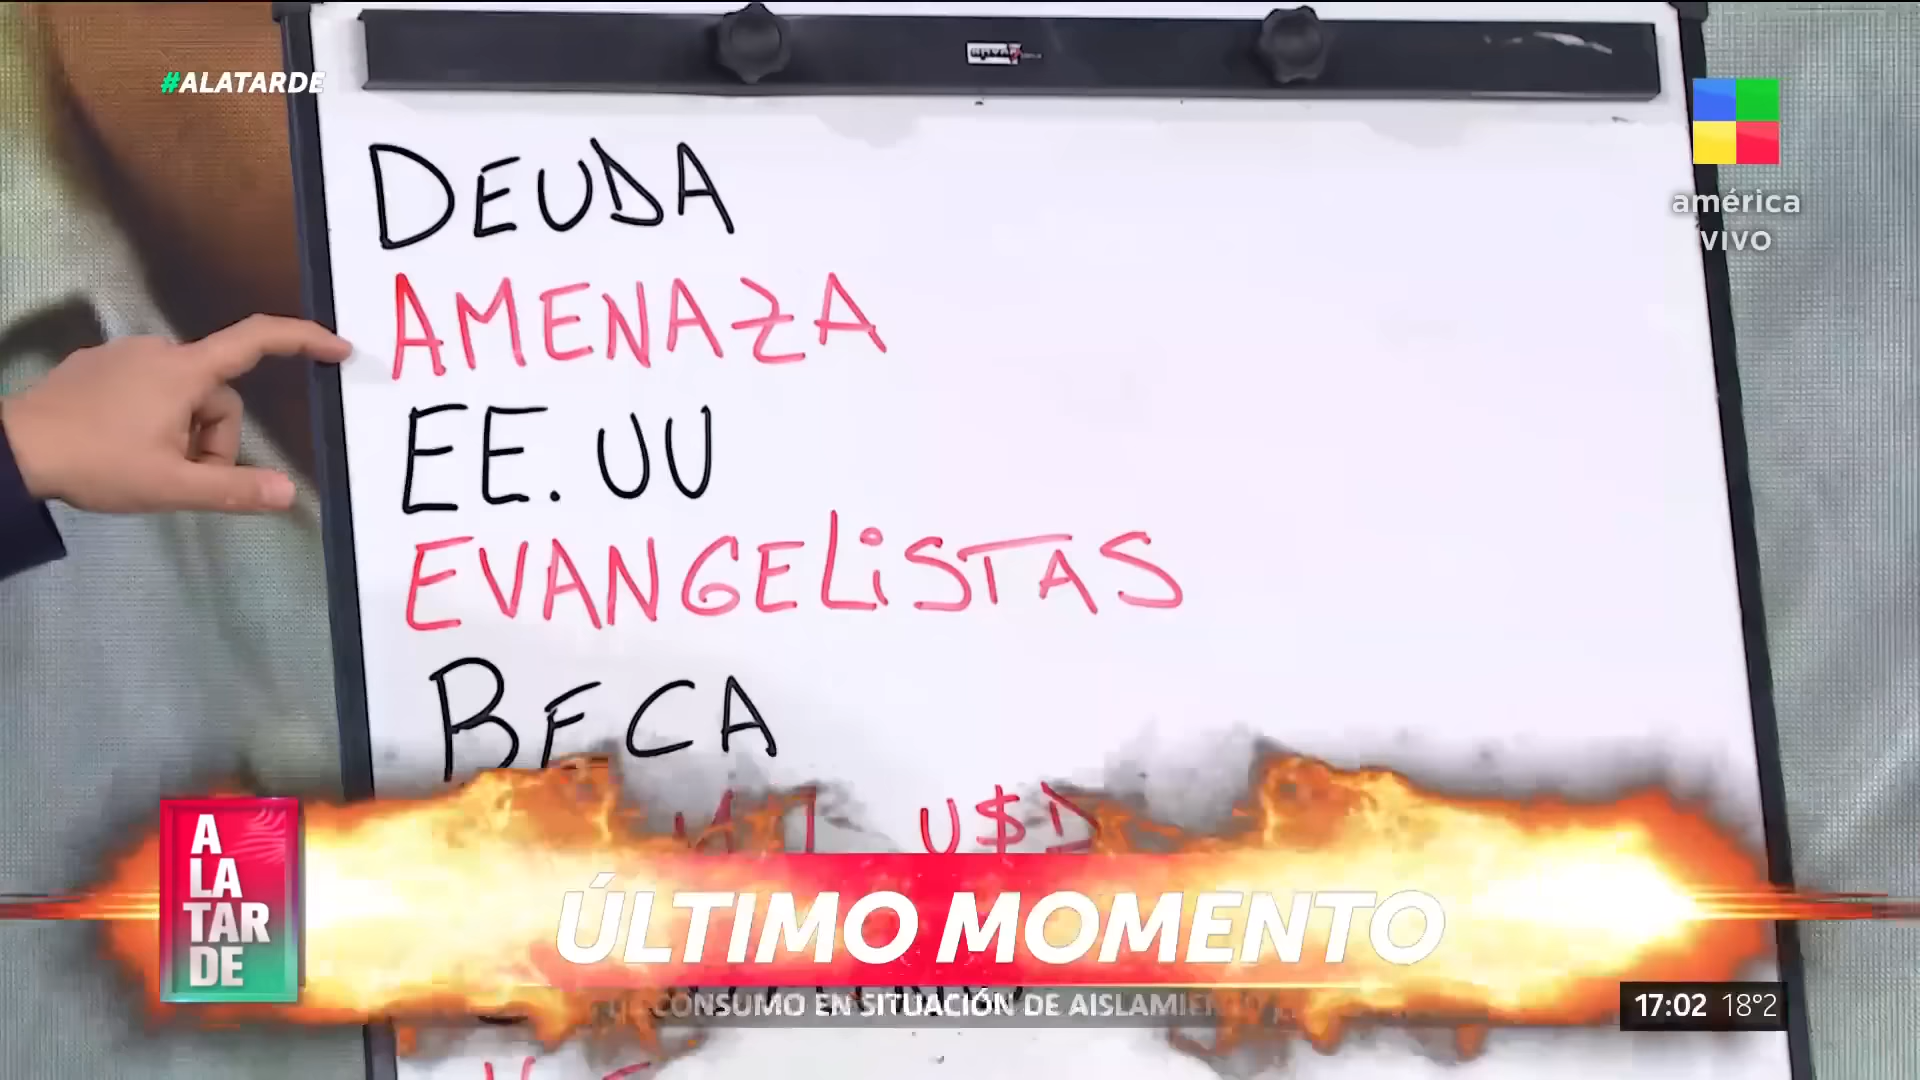 #ALATARDE
américa
VIVO
DEUDA
AMENAZA
EE.UU
EVANGELiSTAS
BECA
U$D
A
LA
TAR
DE
ÚLTIMO MOMENTO
CONSUMO EN SITUACIÓN DE AISLAMIENTO
17:02 18°2